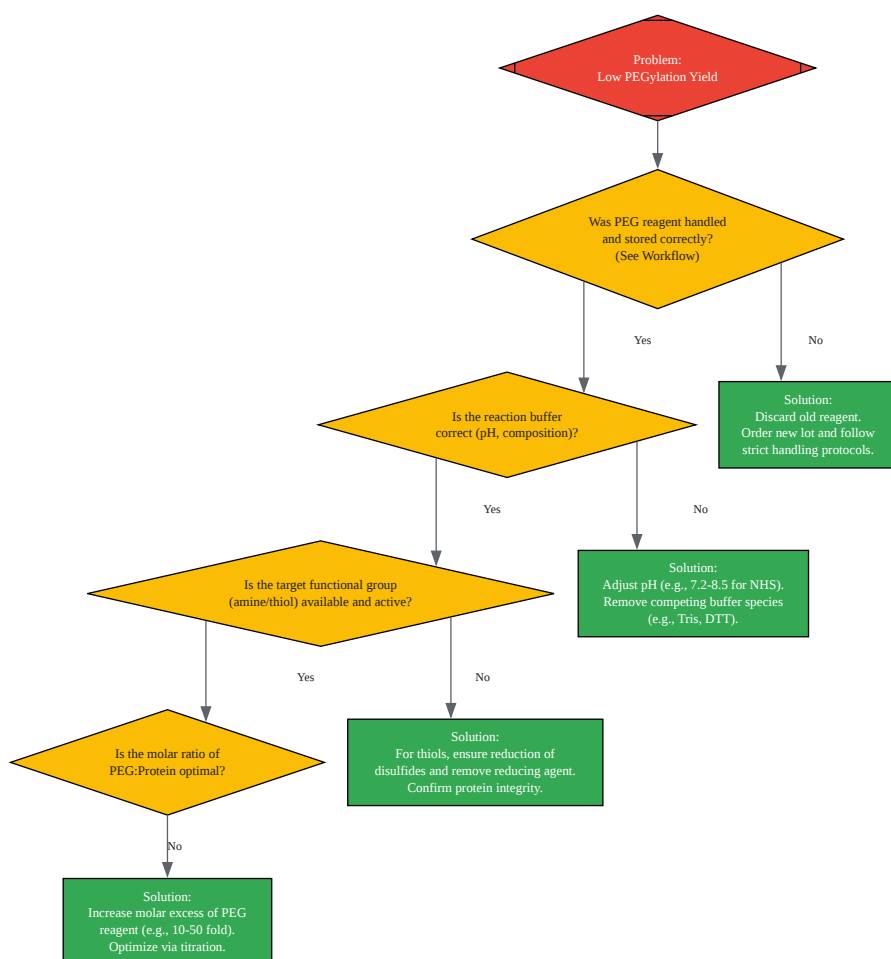 Problem:
Low PEGylation Yield
Was PEG reagent handled
and stored correctly?
(See Workflow)
Yes
No
Is the reaction buffer
correct (pH, composition)?
Solution:
Discard old reagent.
Order new lot and follow
strict handling protocols.
Yes
No
Is the target functional group
(amine/thiol) available and active?
Solution:
Adjust pH (e.g., 7.2-8.5 for NHS).
Remove competing buffer species
(e.g., Tris, DTT).
Yes
No
Is the molar ratio of
PEG:Protein optimal?
Solution:
For thiols, ensure reduction of
disulfides and remove reducing agent.
Confirm protein integrity.
No
Solution:
Increase molar excess of PEG
reagent (e.g., 10-50 fold).
Optimize via titration.